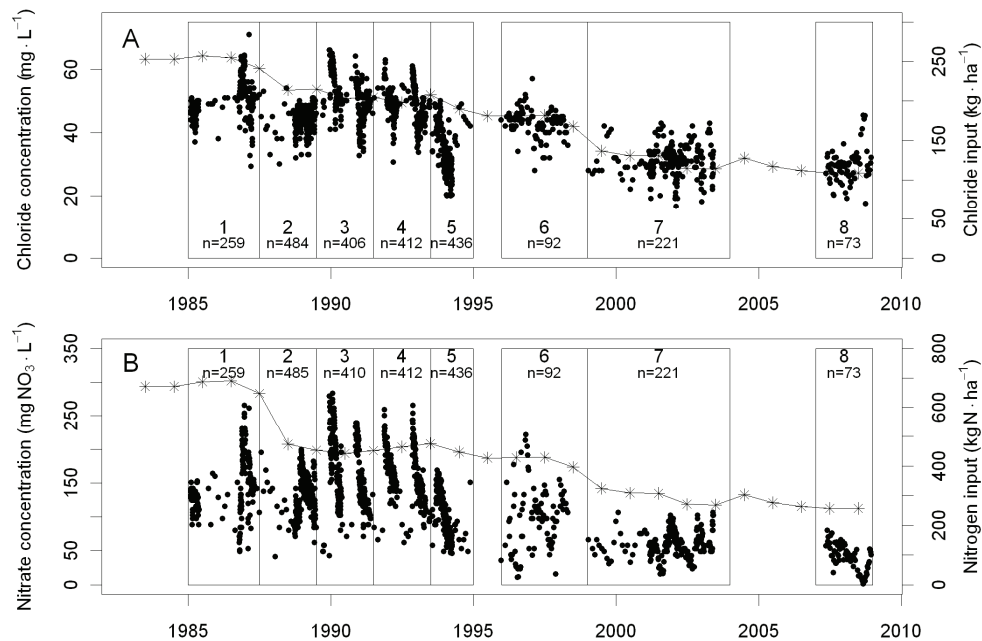 A
Chloride concentration (mg · L⁻¹)
60
40
20
0
250
200
150
100
50
0
Chloride input (kg · ha⁻¹)
1 2 3 4 5 6 7 8
n=259 n=484 n=406 n=412 n=436 n=92 n=221 n=73
1985 1990 1995 2000 2005 2010
B
Nitrate concentration (mg NO₃ · L⁻¹)
350
250
150
100
50
0
800
600
400
200
0
Nitrogen input (kgN · ha⁻¹)
1 2 3 4 5 6 7 8
n=259 n=485 n=410 n=412 n=436 n=92 n=221 n=73
1985 1990 1995 2000 2005 2010